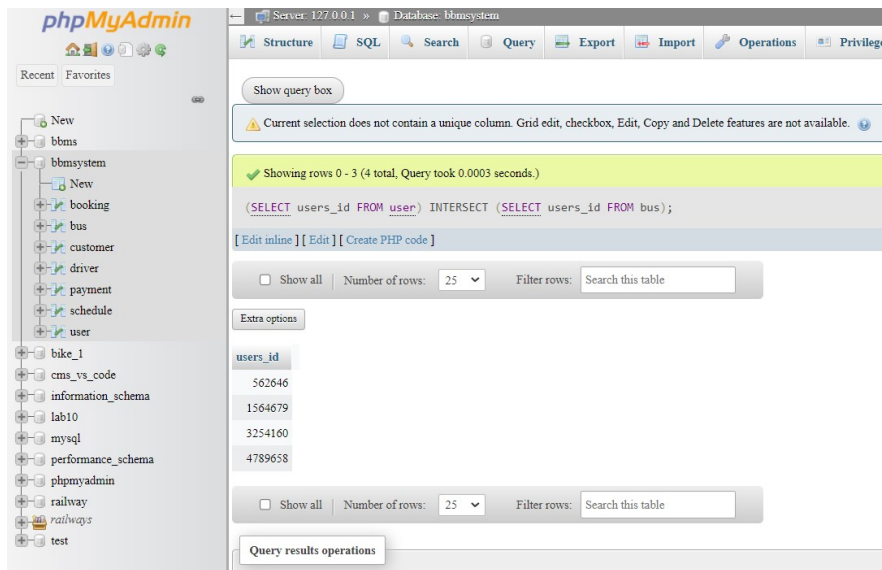 phpMyAdmin
Recent Favorites
New
bbms
bbmsystem
New
booking
bus
customer
driver
payment
schedule
user
bike_1
cms_vs_code
information_schema
lab10
mysql
performance_schema
phpmyadmin
railway
railways
test
← Server: 127.0.0.1 » Database: bbmsystem
Structure SQL Search Query Export Import Operations Privilege
Show query box
Current selection does not contain a unique column. Grid edit, checkbox, Edit, Copy and Delete features are not available.
Showing rows 0 - 3 (4 total, Query took 0.0003 seconds.)
(SELECT users_id FROM user) INTERSECT (SELECT users_id FROM bus);
[ Edit inline ] [ Edit ] [ Create PHP code ]
Show all | Number of rows: 25 Filter rows: Search this table
Extra options
users_id
562646
1564679
3254160
4789658
Show all | Number of rows: 25 Filter rows: Search this table
Query results operations